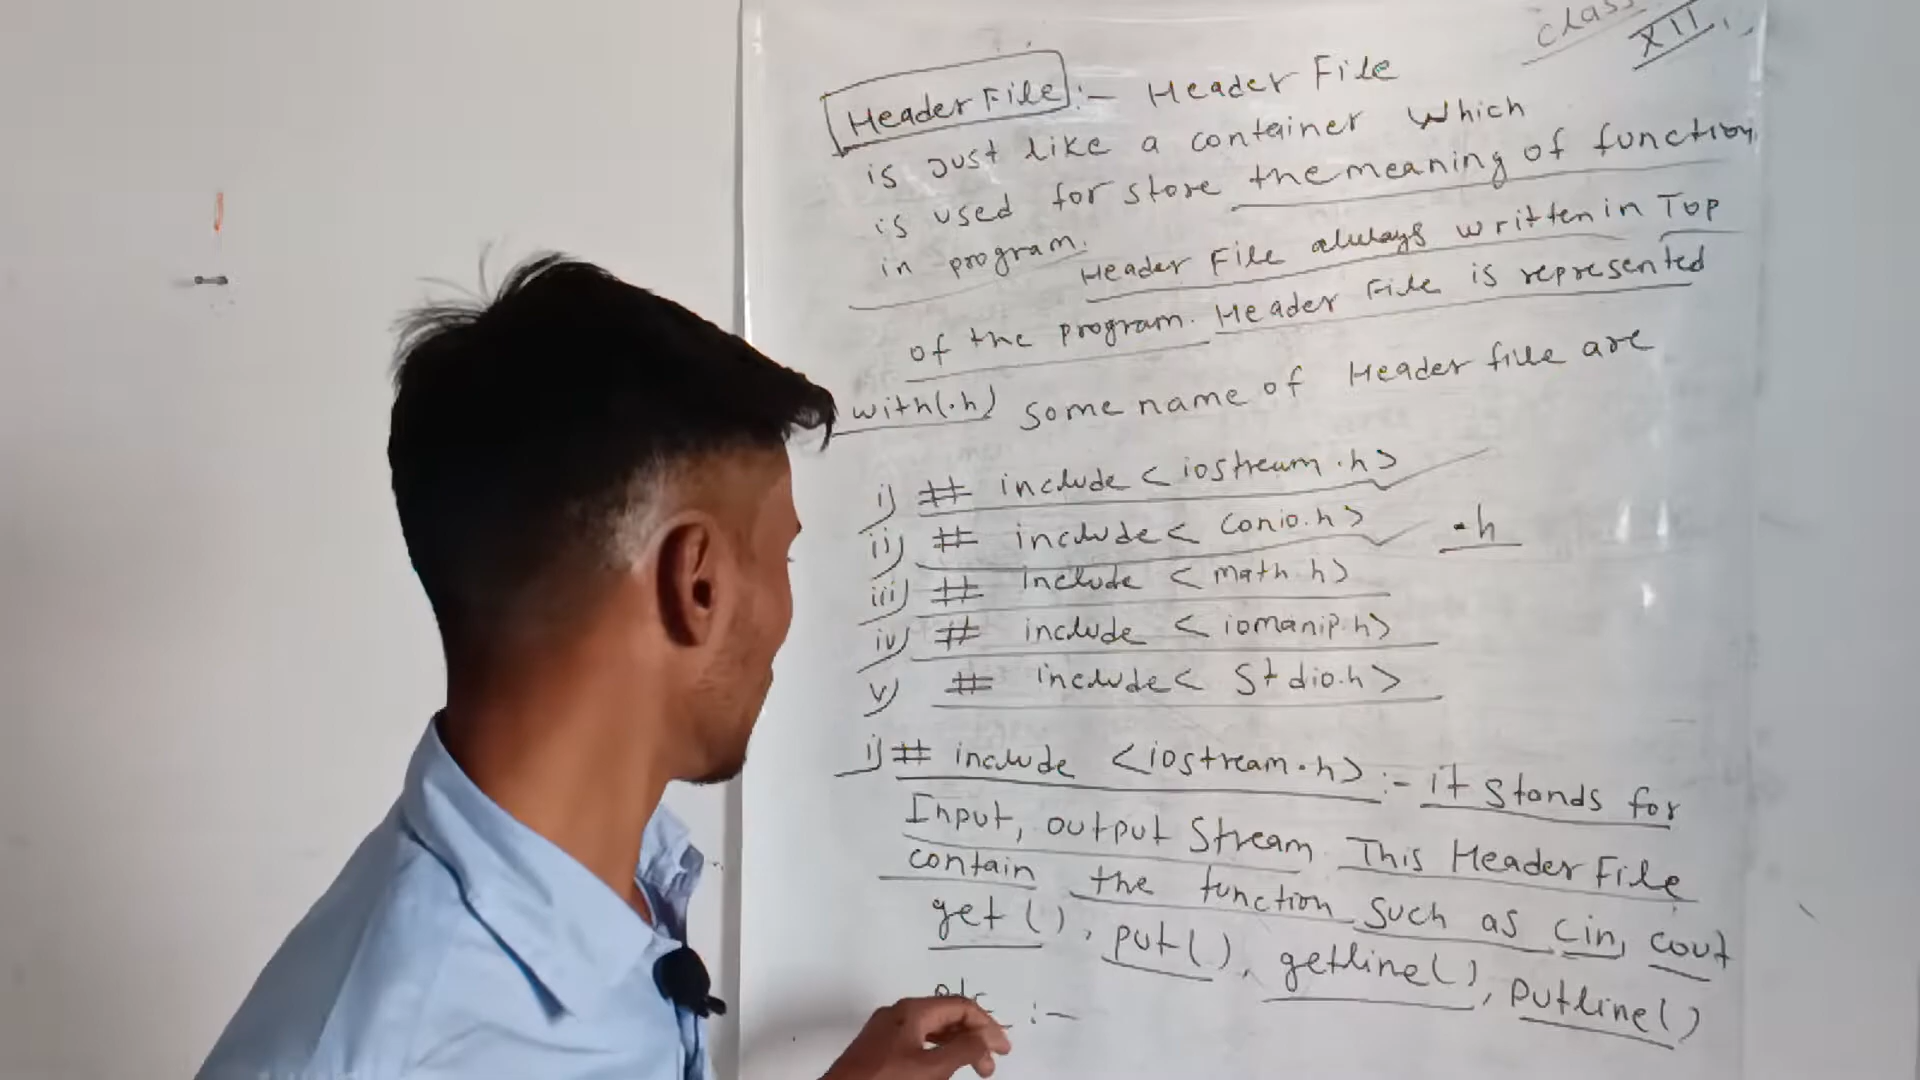 class
XII
Header File :- Header File
is Just like a container which
is used for store the meaning of function
in program.
Header File always written in Top
of the program. Header File is represented
with(.h) Some name of Header file are
i) # include < iostream .h>
ii) # include < conio.h>
.h
iii) # include < math.h>
iv) # include < iomanip.h>
v) # include < Stdio.h>
i) # include <iostream.h> :- it Stands for
Input, output Stream This Header File
contain the function Such as cin, cout
get (), put(), getline(), Putline()
etc :-